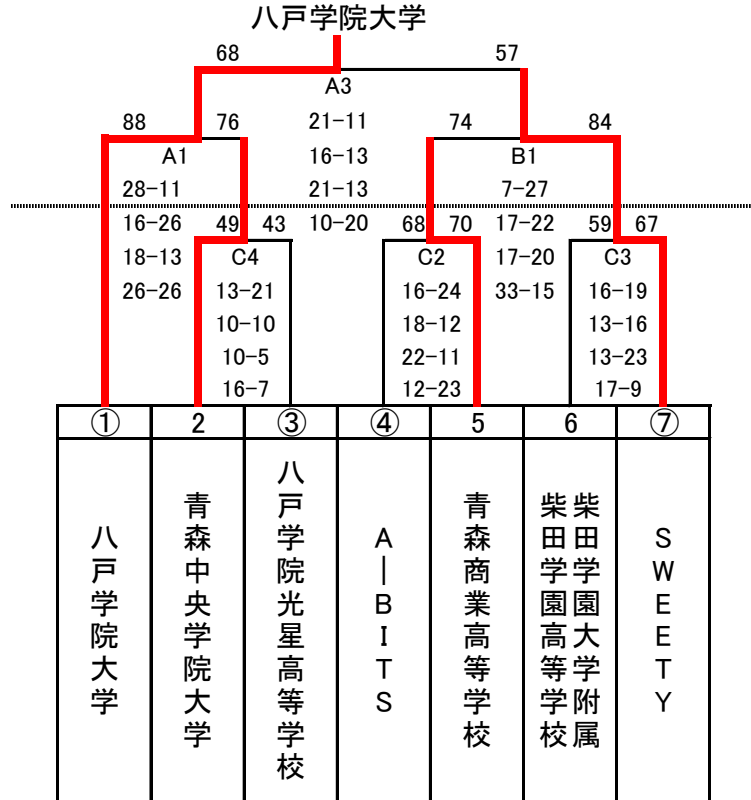 八戸学院大学
68 57
A3
88 76 21-11 74 84
A1 16-13 B1
28-11 21-13 7-27
16-26 49 43 10-20 68 70 17-22 59 67
18-13 C4 C2 17-20 C3
26-26 13-21 16-24 33-15 16-19
10-10 18-12 13-16
10-5 22-11 13-23
16-7 12-23 17-9
① 2 ③ ④ 5 6 ⑦
八戸学院大学
青森中央学院大学
八戸学院光星高等学校
A-BITS
青森商業高等学校
柴田学園大学附属
柴田学園高等学校
SWEETY